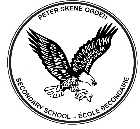 PETER SKENE OGDEN
SECONDARY SCHOOL - ÉCOLE SECONDAIRE